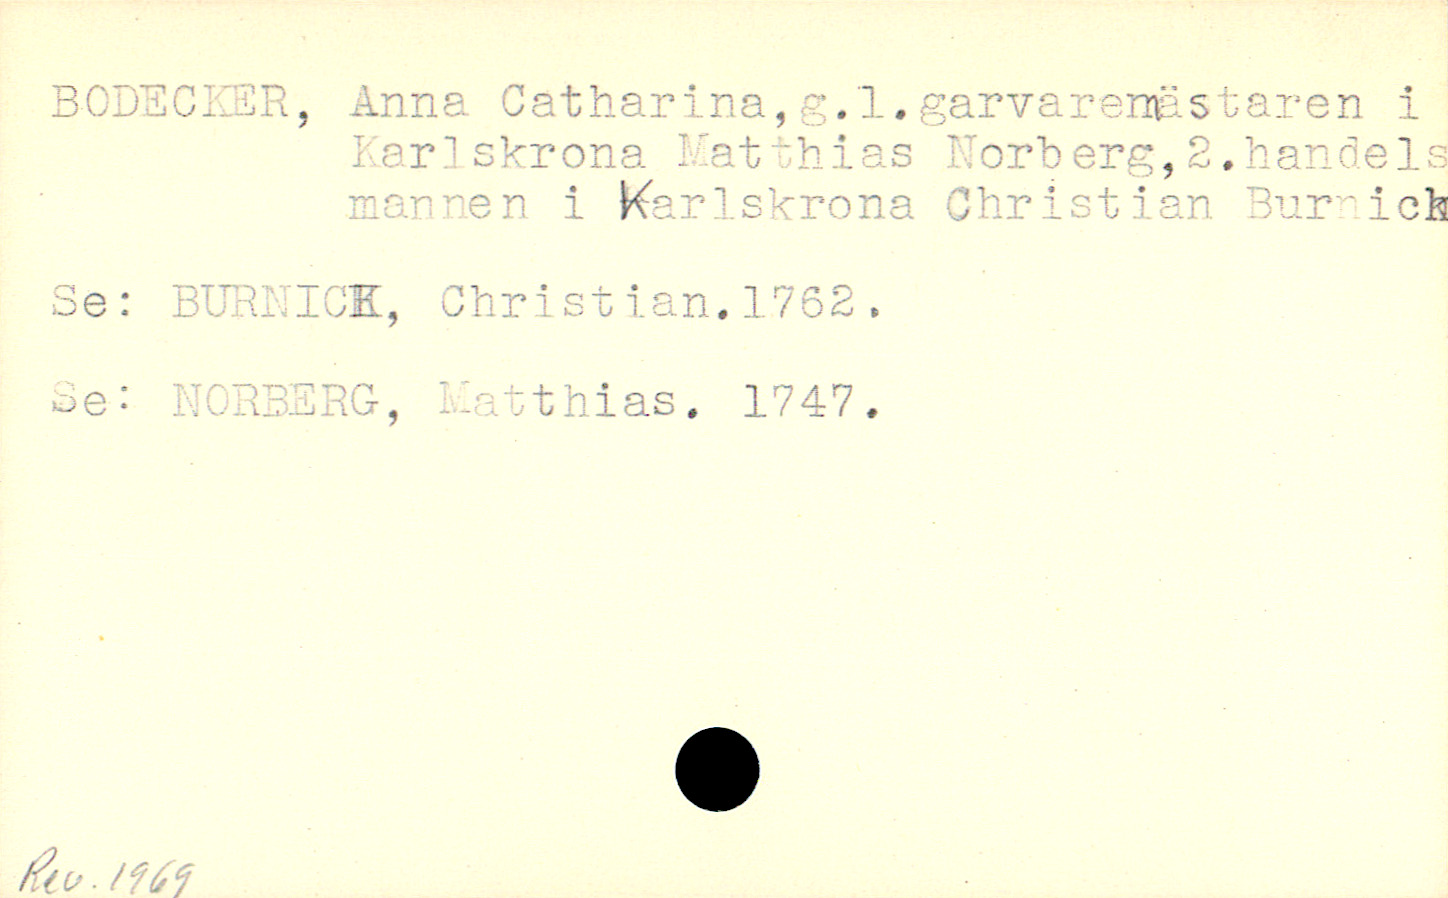 BODECKER, Anna Catharina,g.1.garvaremästaren i
Karlskrona Matthias Norberg,2.handels
mannen i Karlskrona Christian Burnick
Se: BURNICK, Christian.1762.
Se: NORBERG, Matthias. 1747.
Rev. 1969